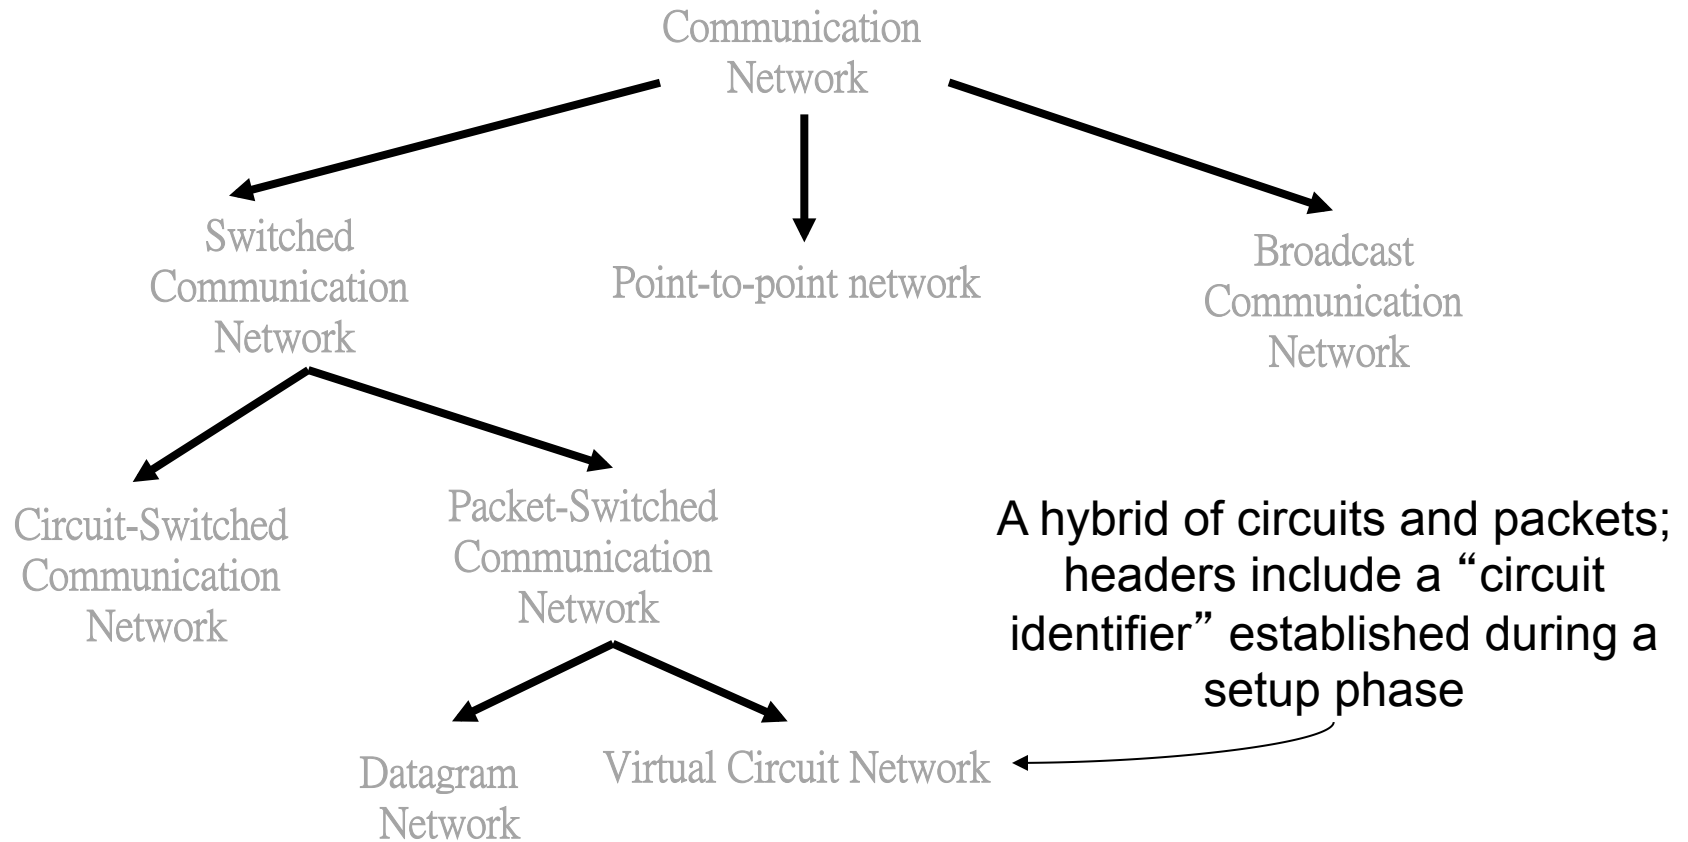 Communication
Network
Switched
Communication
Network
Point-to-point network
Broadcast
Communication
Network
Circuit-Switched
Communication
Network
Packet-Switched
Communication
Network
A hybrid of circuits and packets;
headers include a “circuit
identifier” established during a
setup phase
Datagram
Network
Virtual Circuit Network